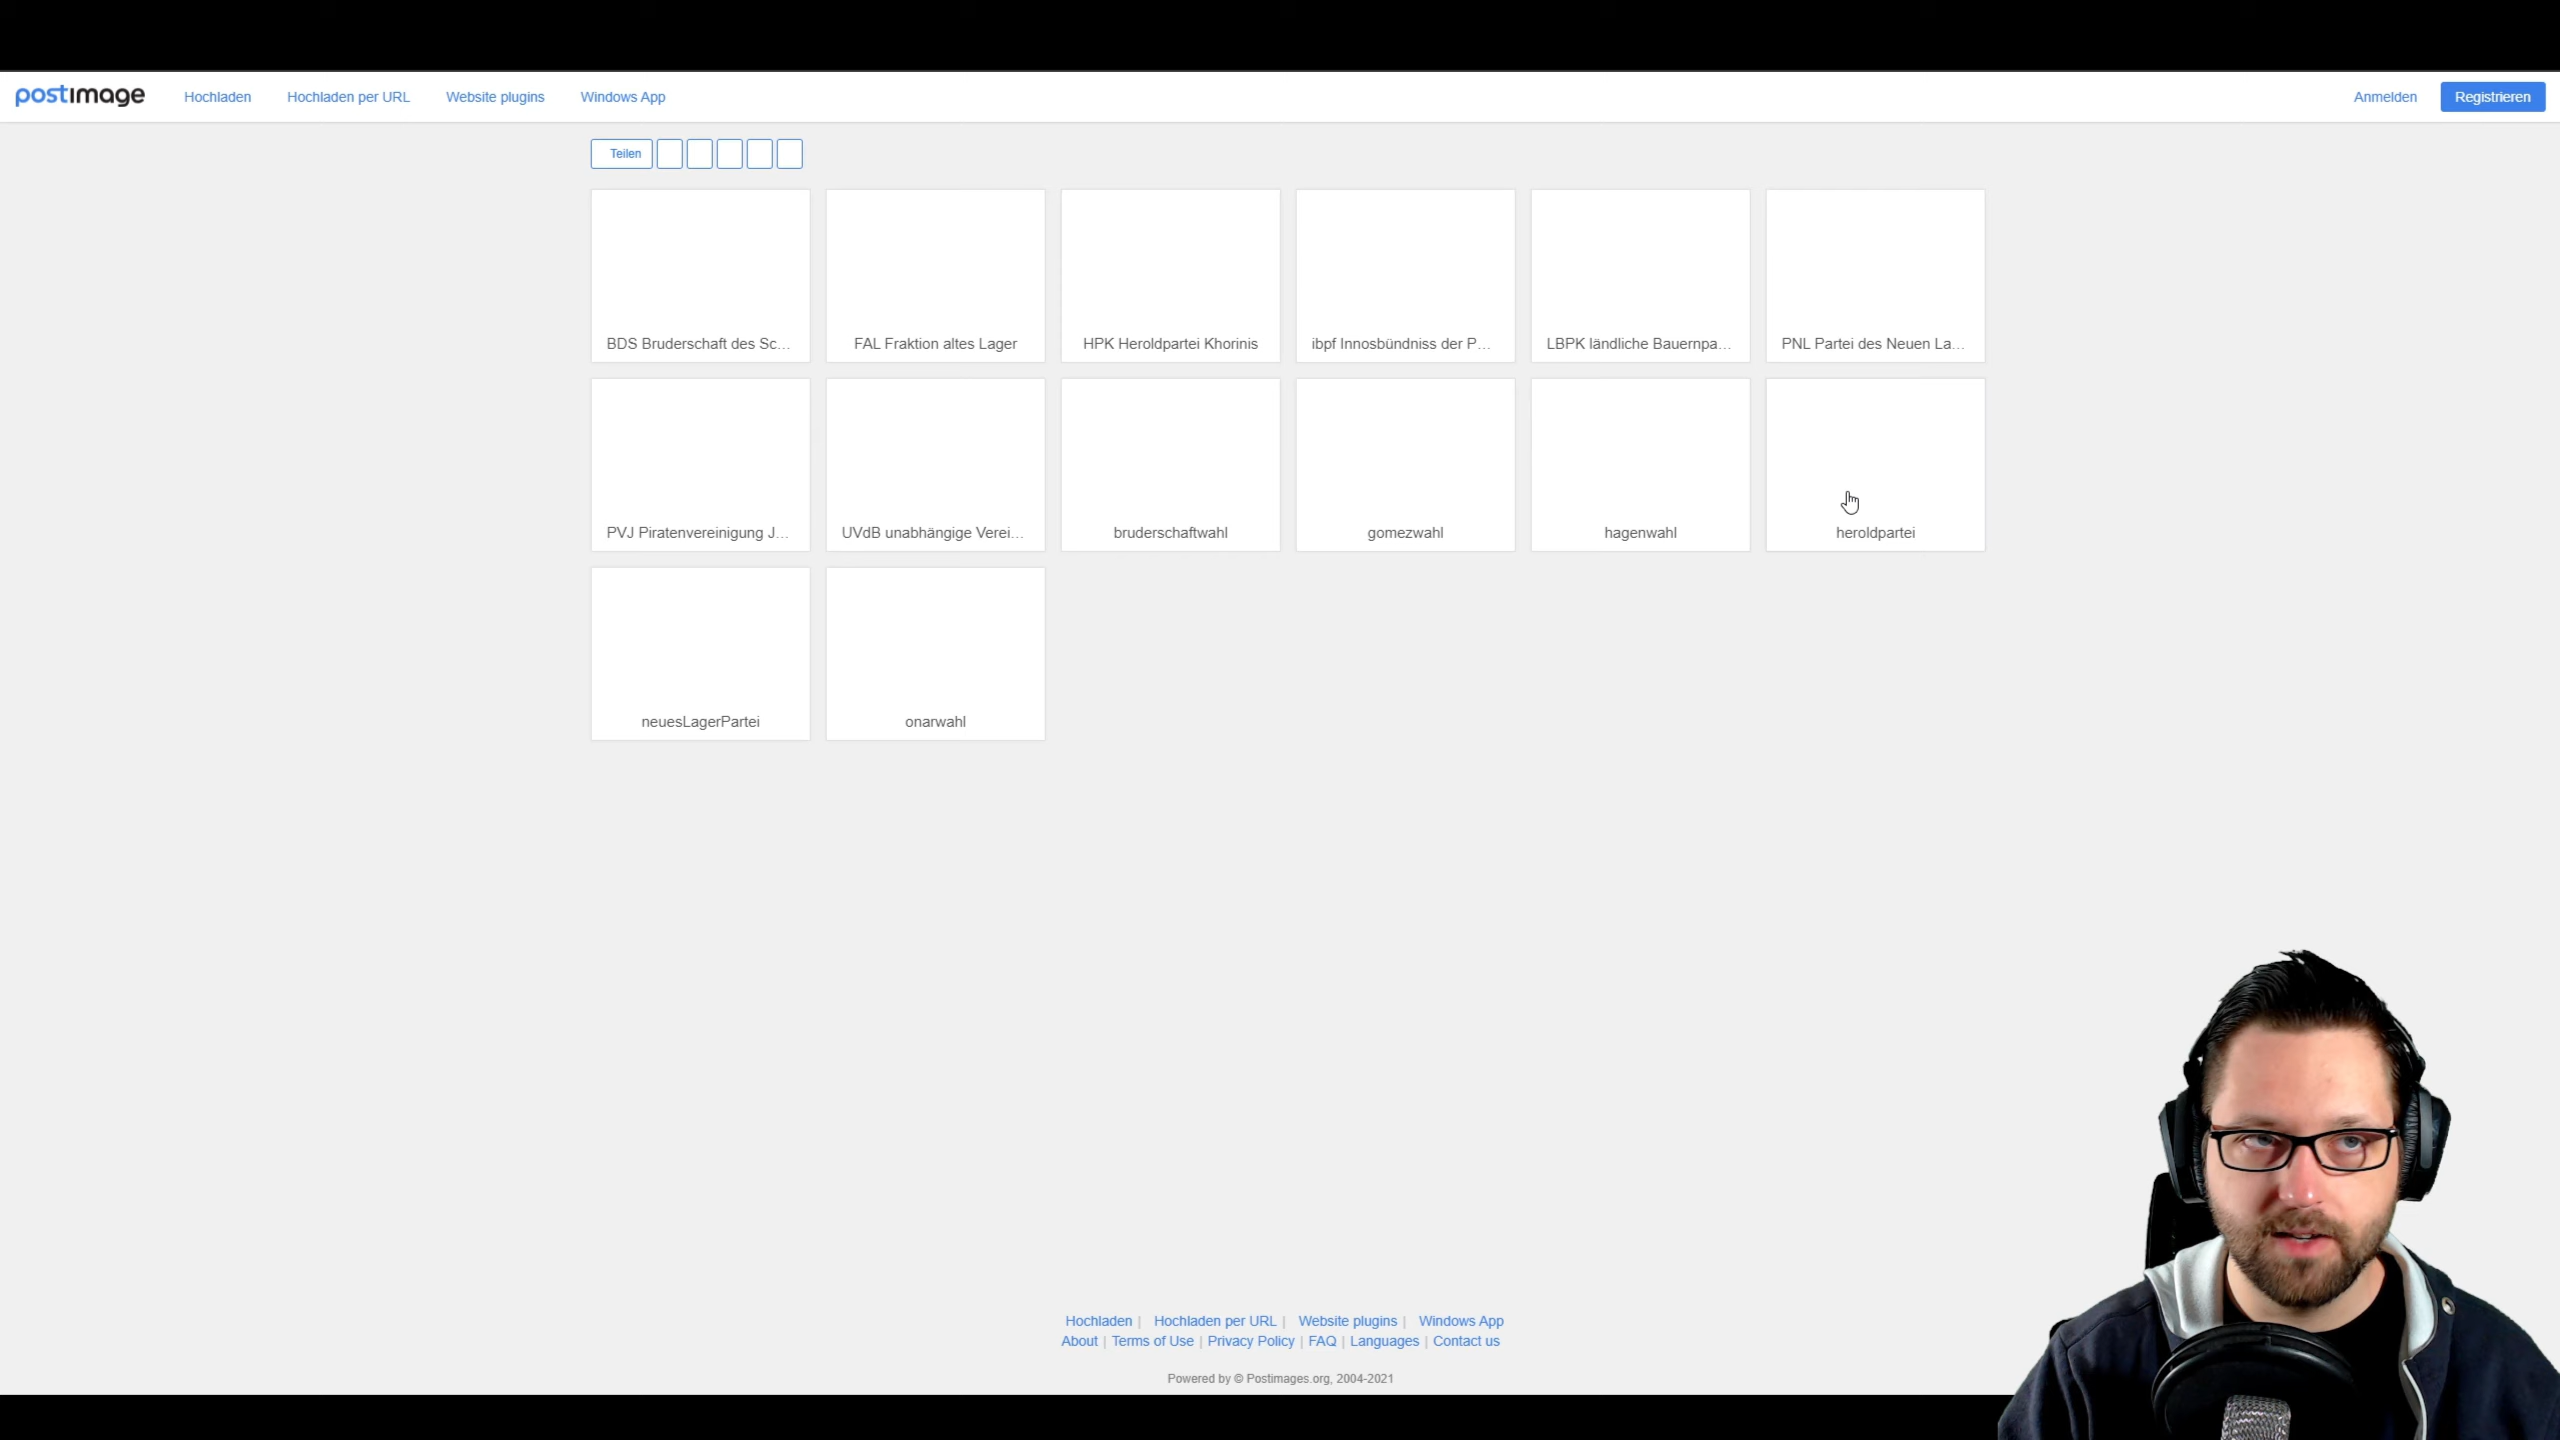 postimage Hochladen Hochladen per URL Website plugins Windows App Anmelden Registrieren
Teilen
BDS Bruderschaft des Sc... FAL Fraktion altes Lager HPK Heroldpartei Khorinis ibpf Innosbündniss der P... LBPK ländliche Bauernpa... PNL Partei des Neuen La...
PVJ Piratenvereinigung J... UVdB unabhängige Verei... bruderschaftwahl gomezwahl hagenwahl heroldpartei
neuesLagerPartei onarwahl
Hochladen | Hochladen per URL | Website plugins | Windows App
About | Terms of Use | Privacy Policy | FAQ | Languages | Contact us
Powered by © Postimages.org, 2004-2021